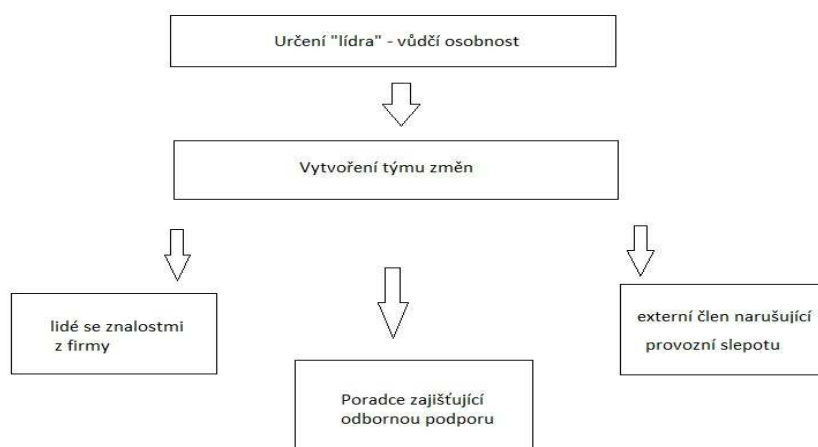 Určení "lídra" - vůdčí osobnost
Vytvoření týmu změn
lidé se znalostmi
z firmy
Poradce zajišťující
odbornou podporu
externí člen narušující
provozní slepotu